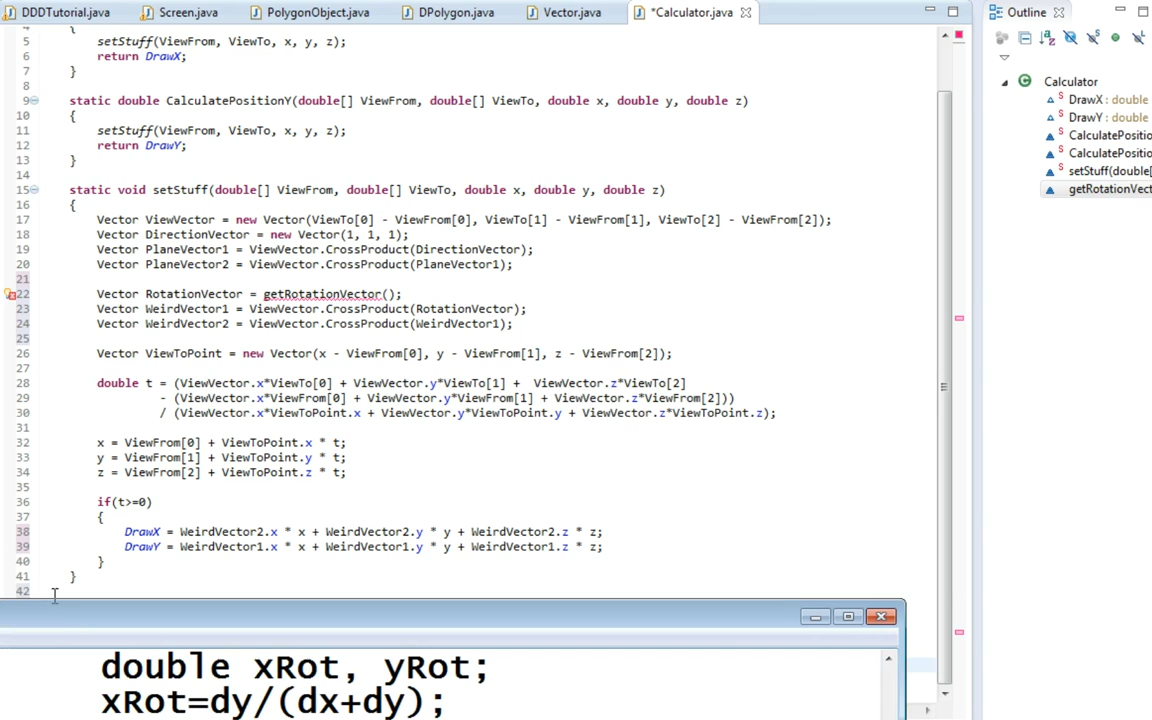 DDDTutorial.java Screen.java PolygonObject.java DPolygon.java Vector.java *Calculator.java Outline
4 {
5 setStuff(ViewFrom, ViewTo, x, y, z);
6 return DrawX;
7 }
8
9 static double CalculatePositionY(double[] ViewFrom, double[] ViewTo, double x, double y, double z)
10 {
11 setStuff(ViewFrom, ViewTo, x, y, z);
12 return DrawY;
13 }
14
15 static void setStuff(double[] ViewFrom, double[] ViewTo, double x, double y, double z)
16 {
17 Vector ViewVector = new Vector(ViewTo[0] - ViewFrom[0], ViewTo[1] - ViewFrom[1], ViewTo[2] - ViewFrom[2]);
18 Vector DirectionVector = new Vector(1, 1, 1);
19 Vector PlaneVector1 = ViewVector.CrossProduct(DirectionVector);
20 Vector PlaneVector2 = ViewVector.CrossProduct(PlaneVector1);
21
22 Vector RotationVector = getRotationVector();
23 Vector WeirdVector1 = ViewVector.CrossProduct(RotationVector);
24 Vector WeirdVector2 = ViewVector.CrossProduct(WeirdVector1);
25
26 Vector ViewToPoint = new Vector(x - ViewFrom[0], y - ViewFrom[1], z - ViewFrom[2]);
27
28 double t = (ViewVector.x*ViewTo[0] + ViewVector.y*ViewTo[1] +  ViewVector.z*ViewTo[2]
29 - (ViewVector.x*ViewFrom[0] + ViewVector.y*ViewFrom[1] + ViewVector.z*ViewFrom[2]))
30 / (ViewVector.x*ViewToPoint.x + ViewVector.y*ViewToPoint.y + ViewVector.z*ViewToPoint.z);
31
32 x = ViewFrom[0] + ViewToPoint.x * t;
33 y = ViewFrom[1] + ViewToPoint.y * t;
34 z = ViewFrom[2] + ViewToPoint.z * t;
35
36 if(t>=0)
37 {
38 DrawX = WeirdVector2.x * x + WeirdVector2.y * y + WeirdVector2.z * z;
39 DrawY = WeirdVector1.x * x + WeirdVector1.y * y + WeirdVector1.z * z;
40 }
41 }
42
Calculator
DrawX : double
DrawY : double
CalculatePositio
CalculatePositio
setStuff(double[
getRotationVect
double xRot, yRot;
xRot=dy/(dx+dy);